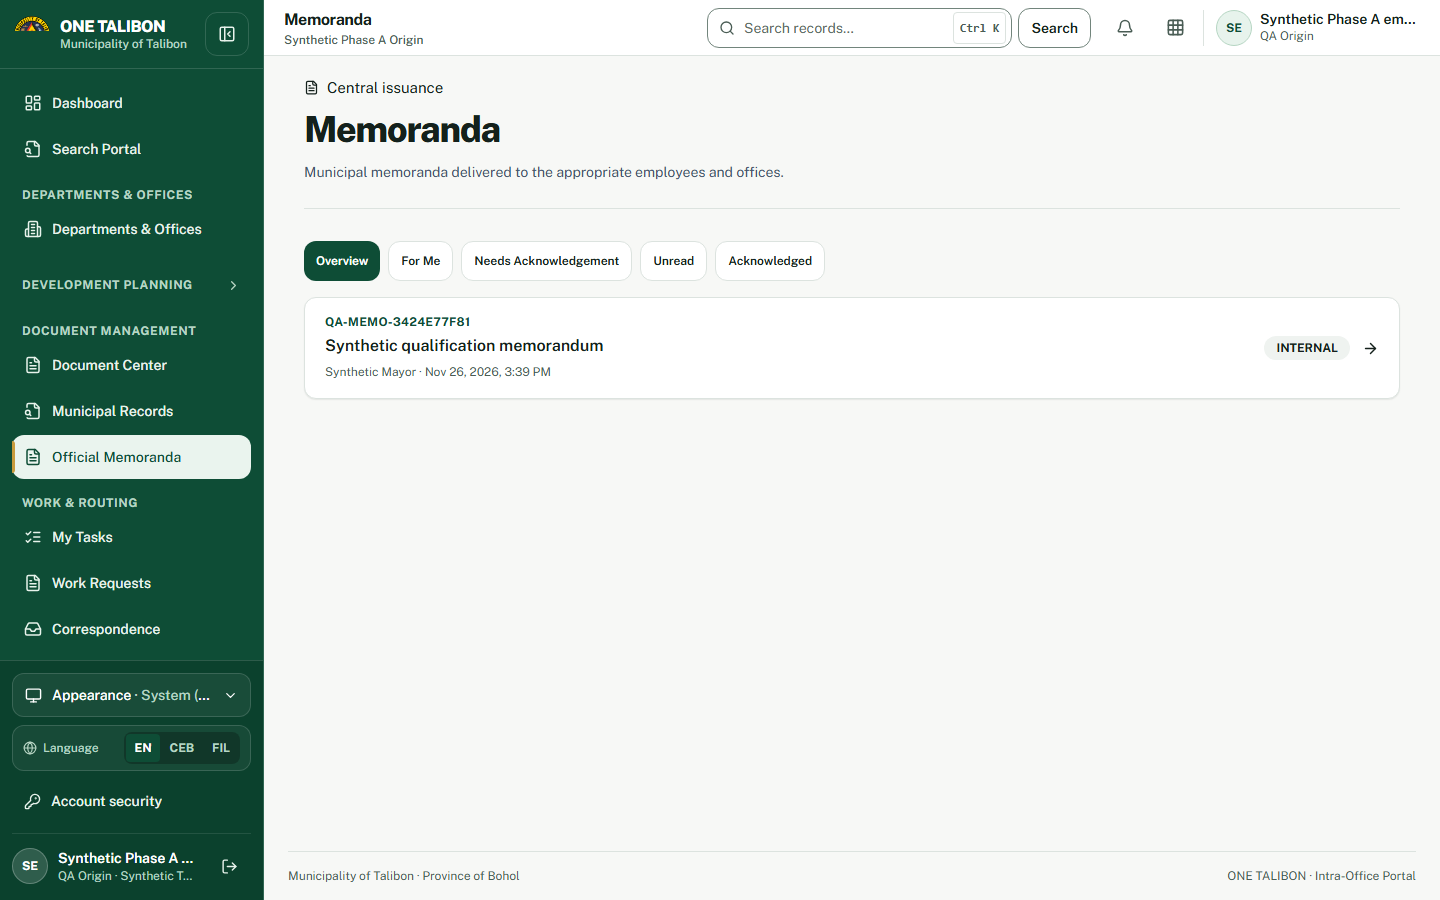 ONE TALIBON
Municipality of Talibon
Dashboard
Search Portal
DEPARTMENTS & OFFICES
Departments & Offices
DEVELOPMENT PLANNING
DOCUMENT MANAGEMENT
Document Center
Municipal Records
Official Memoranda
WORK & ROUTING
My Tasks
Work Requests
Correspondence
Appearance · System (...
Language EN CEB FIL
Account security
SE Synthetic Phase A ...
QA Origin · Synthetic T...
Memoranda
Synthetic Phase A Origin
Search records... Ctrl K Search
SE Synthetic Phase A em...
QA Origin
Central issuance
Memoranda
Municipal memoranda delivered to the appropriate employees and offices.
Overview For Me Needs Acknowledgement Unread Acknowledged
QA-MEMO-3424E77F81
Synthetic qualification memorandum
Synthetic Mayor · Nov 26, 2026, 3:39 PM
INTERNAL
Municipality of Talibon · Province of Bohol
ONE TALIBON · Intra-Office Portal